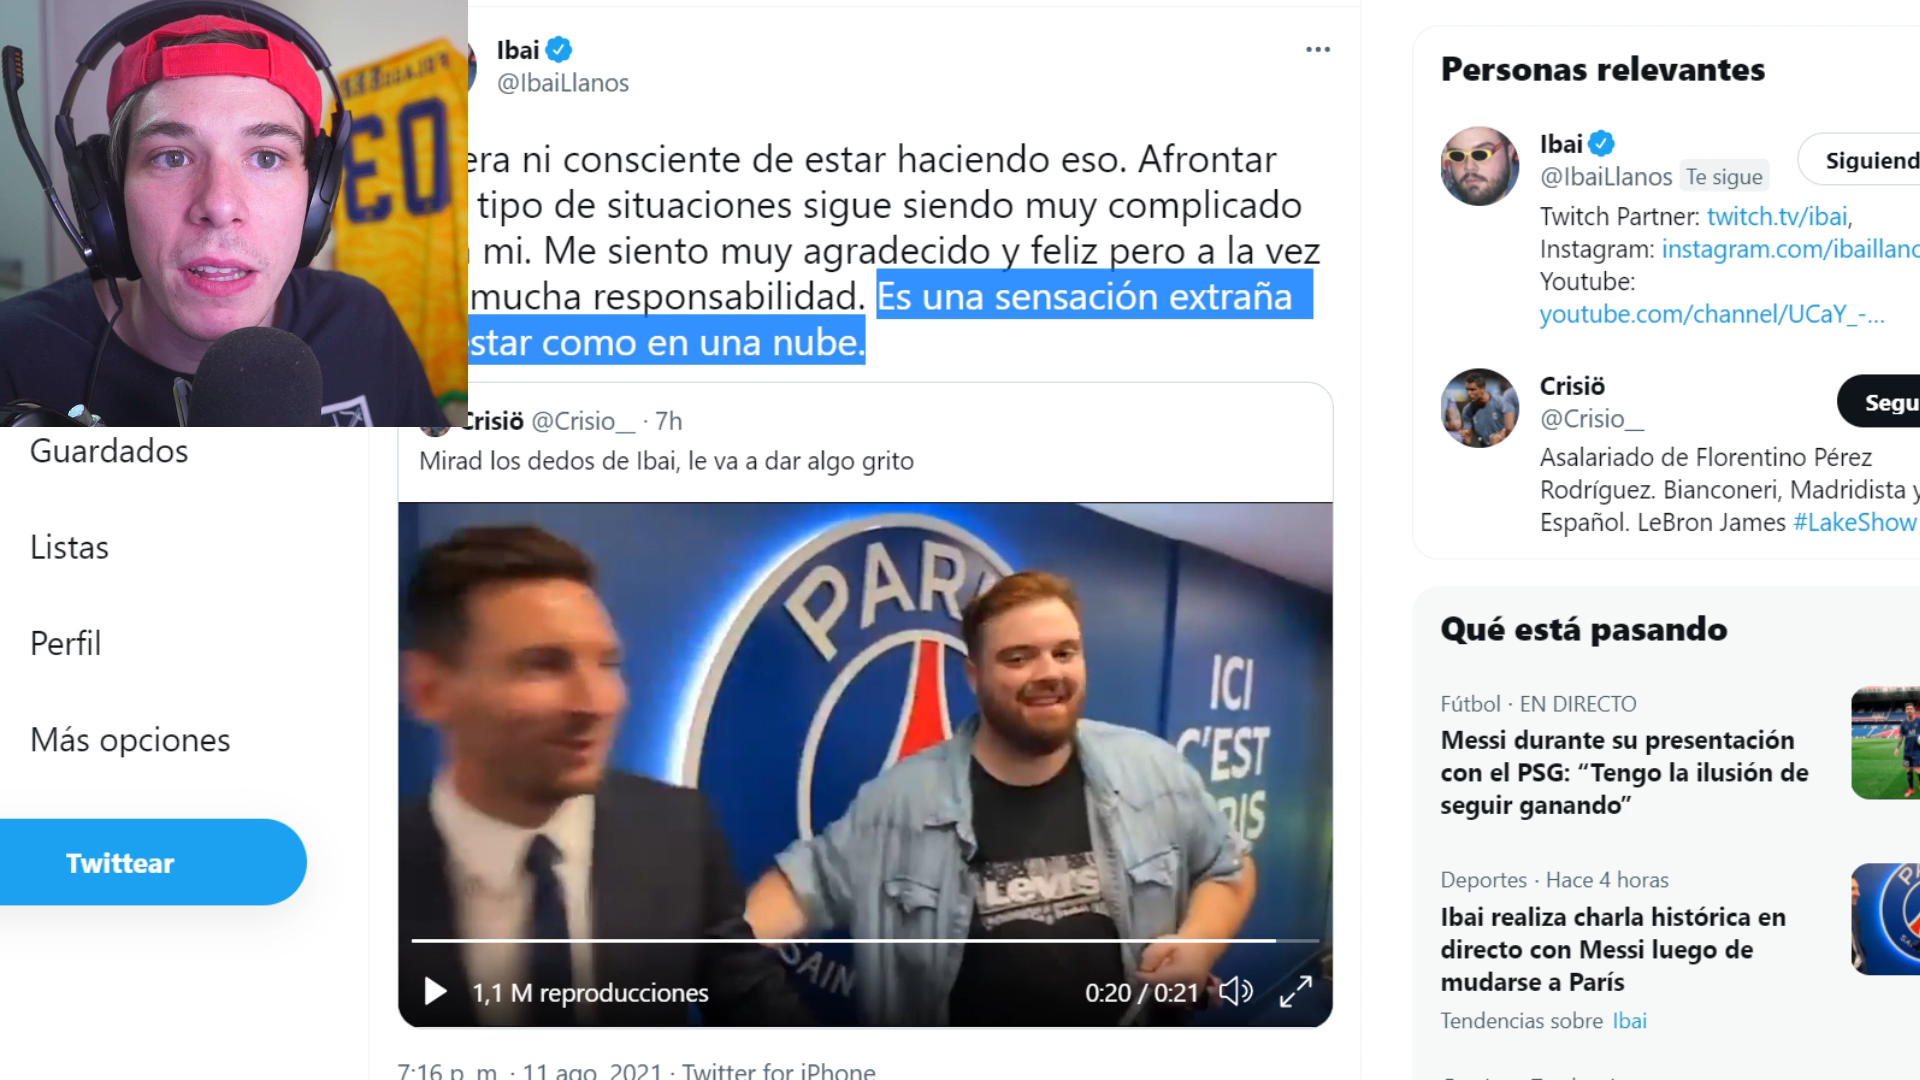 Ibai
@IbaiLlanos
era ni consciente de estar haciendo eso. Afrontar
tipo de situaciones sigue siendo muy complicado
mi. Me siento muy agradecido y feliz pero a la vez
mucha responsabilidad. Es una sensación extraña
star como en una nube.
Crisiö @Crisio__ · 7h
Mirad los dedos de Ibai, le va a dar algo grito
PARI
ICI
C'EST
RIS
Levi's
SAIN
1,1 M reproducciones
0:20 / 0:21
7:16 p. m. · 11 ago. 2021 · Twitter for iPhone
Guardados
Listas
Perfil
Más opciones
Twittear
Personas relevantes
Ibai
Siguiend
@IbaiLlanos Te sigue
Twitch Partner: twitch.tv/ibai,
Instagram: instagram.com/ibaillanc
Youtube:
youtube.com/channel/UCaY_-...
Crisiö
Segu
@Crisio__
Asalariado de Florentino Pérez
Rodríguez. Bianconeri, Madridista y
Español. LeBron James #LakeShow
Qué está pasando
Fútbol · EN DIRECTO
Messi durante su presentación
con el PSG: “Tengo la ilusión de
seguir ganando”
Deportes · Hace 4 horas
Ibai realiza charla histórica en
directo con Messi luego de
mudarse a París
Tendencias sobre Ibai